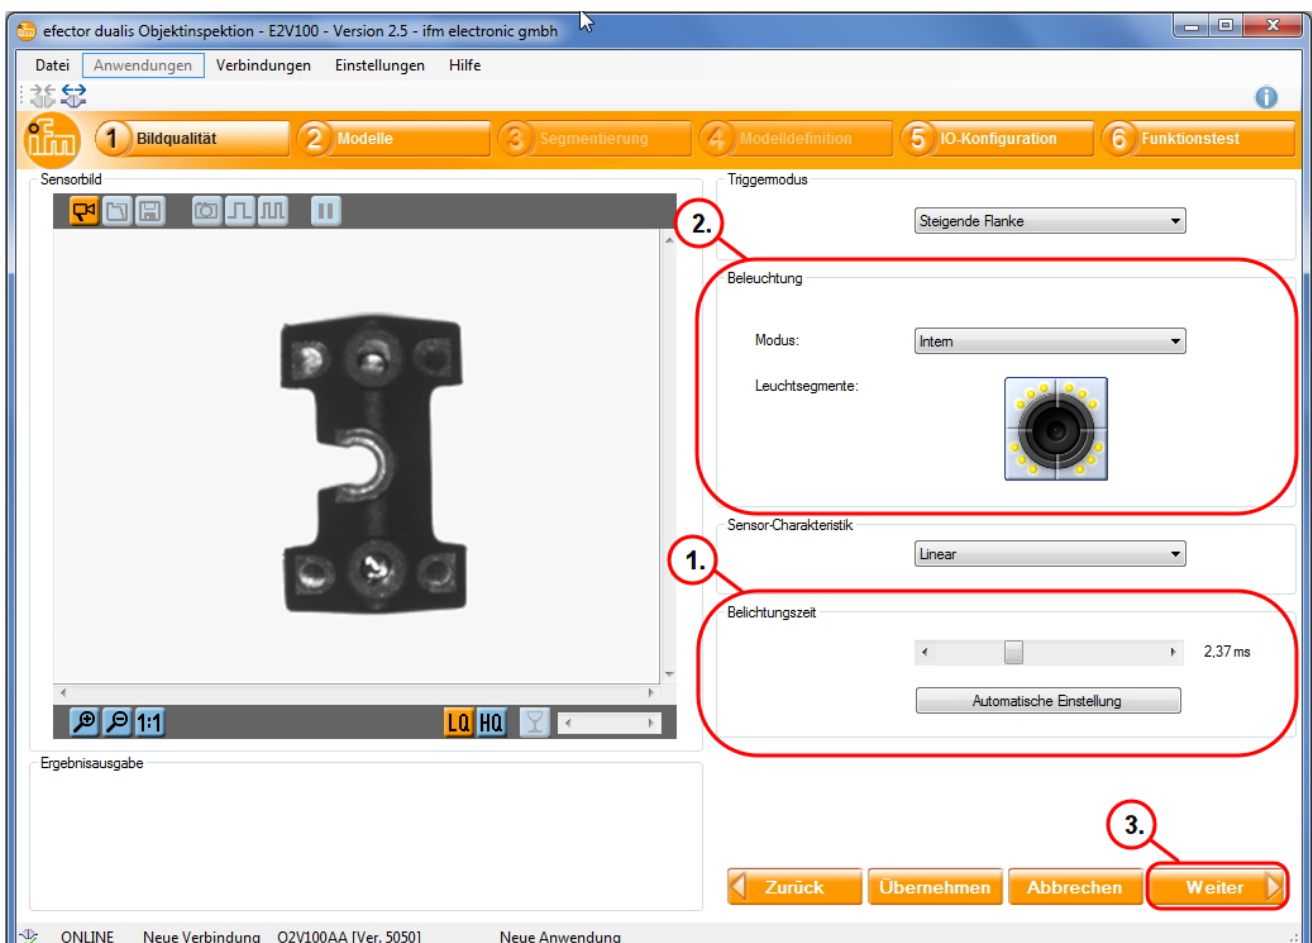 efector dualis Objektinspektion - E2V100 - Version 2.5 - ifm electronic gmbh
Datei Anwendungen Verbindungen Einstellungen Hilfe
ifm 1 Bildqualität 2 Modelle 3 Segmentierung 4 Modelldefinition 5 IO-Konfiguration 6 Funktionstest
Sensorbild
Triggermodus
2.
Steigende Flanke
Beleuchtung
Modus: Intern
Leuchtsegmente:
Sensor-Charakteristik
1.
Linear
Belichtungszeit
2,37 ms
Automatische Einstellung
1:1 LQ HQ
Ergebnisausgabe
3.
Zurück Übernehmen Abbrechen Weiter
ONLINE Neue Verbindung O2V100AA [Ver. 5050] Neue Anwendung